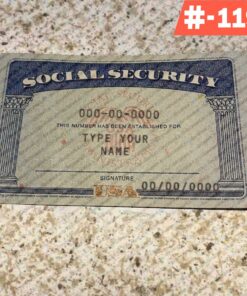 #-11
SOCIAL SECURITY
000-00-0000
THIS NUMBER HAS BEEN ESTABLISHED FOR
TYPE YOUR
NAME
SIGNATURE
00/00/0000